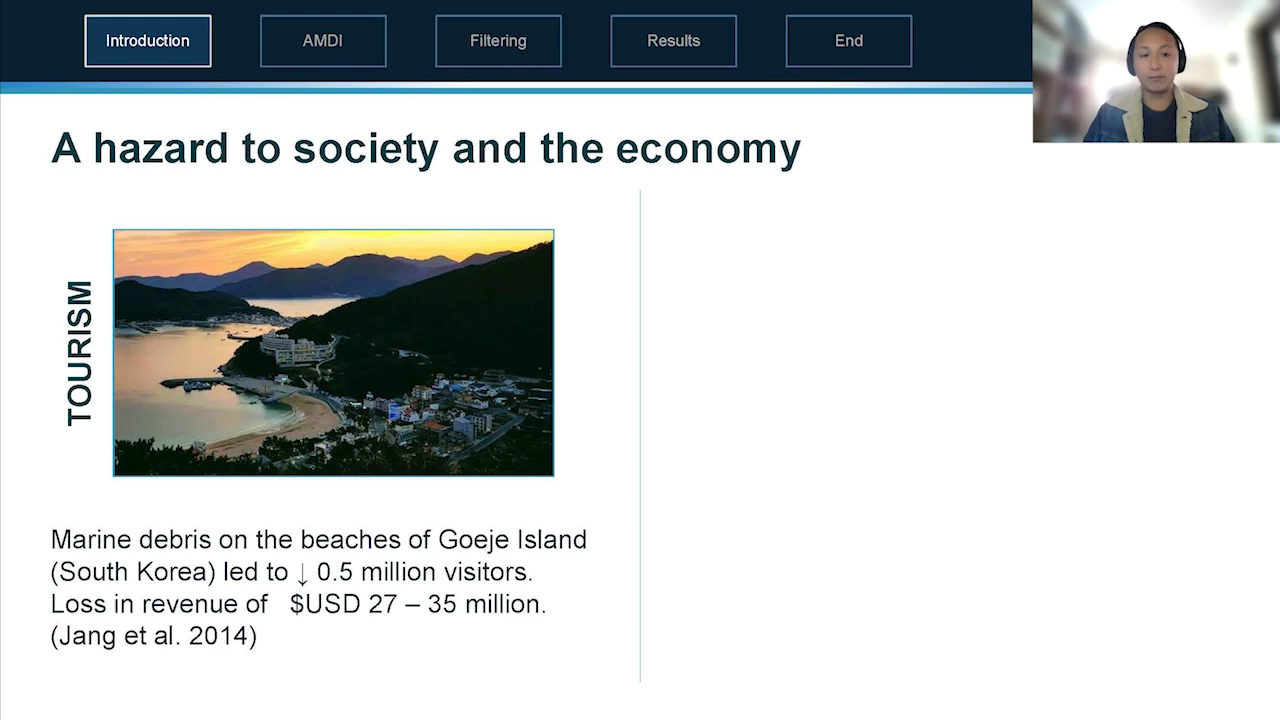 Introduction
AMDI
Filtering
Results
End
A hazard to society and the economy
TOURISM
Marine debris on the beaches of Goeje Island
(South Korea) led to ↓ 0.5 million visitors.
Loss in revenue of $USD 27 – 35 million.
(Jang et al. 2014)